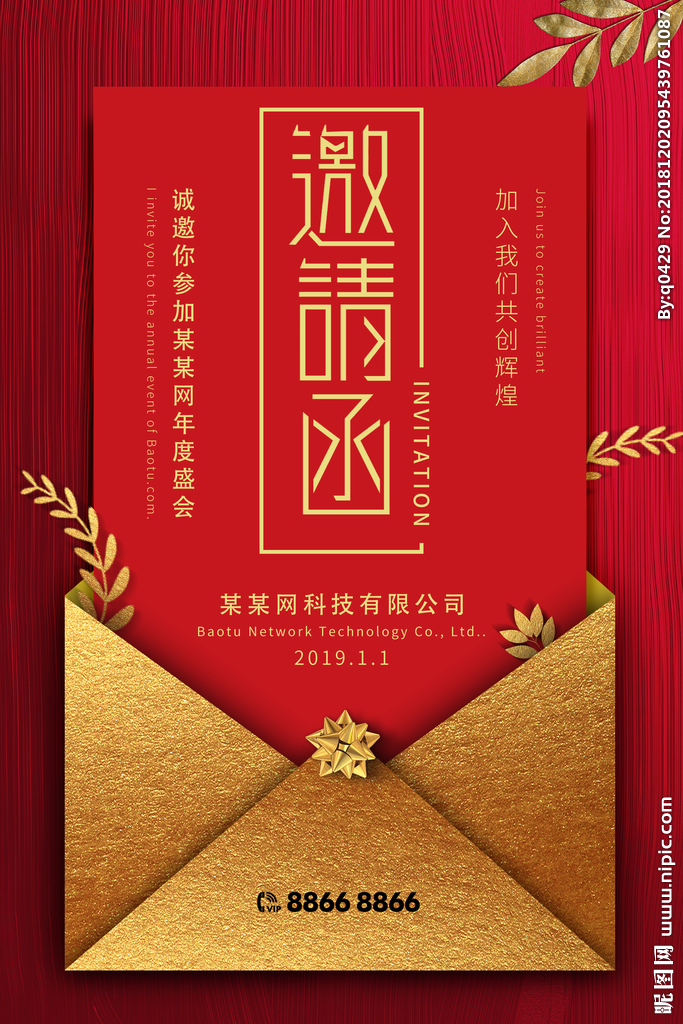 邀請函
INVITATION
加入我们共创辉煌
Join us to create brilliant
诚邀你参加某某网年度盛会
I invite you to the annual event of Baotu.com.
某某网科技有限公司
Baotu Network Technology Co., Ltd..
2019.1.1
VIP 8866 8866
By:q0429 No:20181202095439761087
昵图网 www.nipic.com